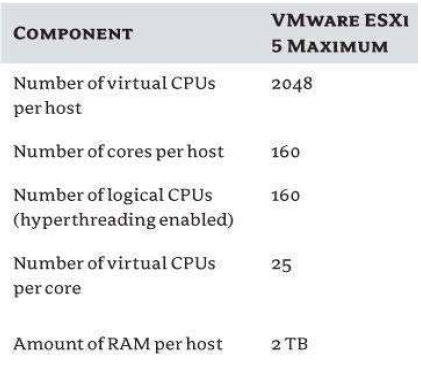 COMPONENT
VMWARE ESXI
5 MAXIMUM
Number of virtual CPUs
per host
2048
Number of cores per host
160
Number of logical CPUs
(hyperthreading enabled)
160
Number of virtual CPUs
per core
25
Amount of RAM per host
2 TB